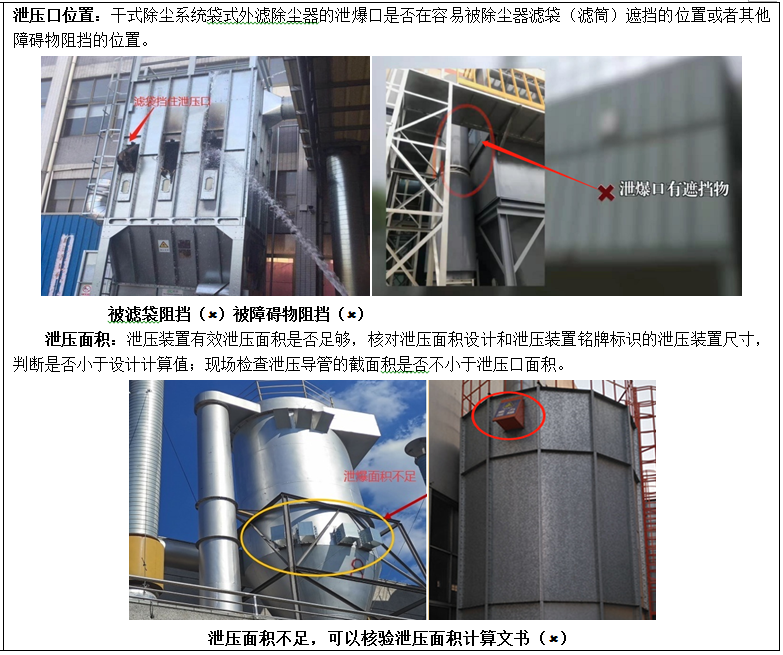 泄压口位置：干式除尘系统袋式外滤除尘器的泄爆口是否在容易被除尘器滤袋（滤筒）遮挡的位置或者其他
障碍物阻挡的位置。
滤袋挡住泄压口
泄爆口有遮挡物
被滤袋阻挡（×）被障碍物阻挡（×）
泄压面积：泄压装置有效泄压面积是否足够，核对泄压面积设计和泄压装置铭牌标识的泄压装置尺寸，
判断是否小于设计计算值；现场检查泄压导管的截面积是否不小于泄压口面积。
泄爆面积不足
泄压面积不足，可以核验泄压面积计算文书（×）